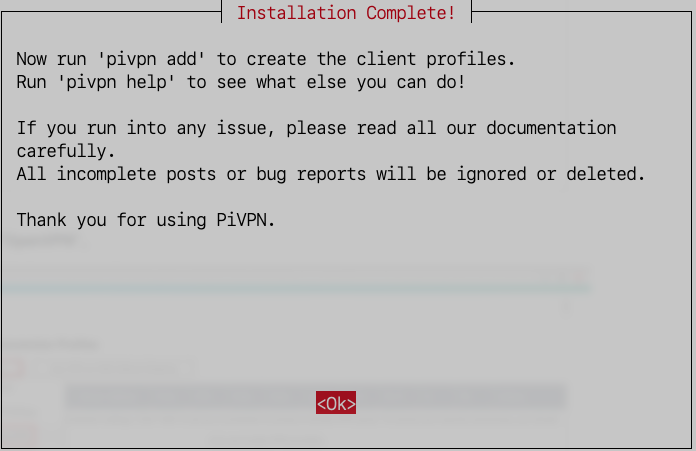 Installation Complete!
Now run 'pivpn add' to create the client profiles.
Run 'pivpn help' to see what else you can do!
If you run into any issue, please read all our documentation
carefully.
All incomplete posts or bug reports will be ignored or deleted.
Thank you for using PiVPN.
<Ok>